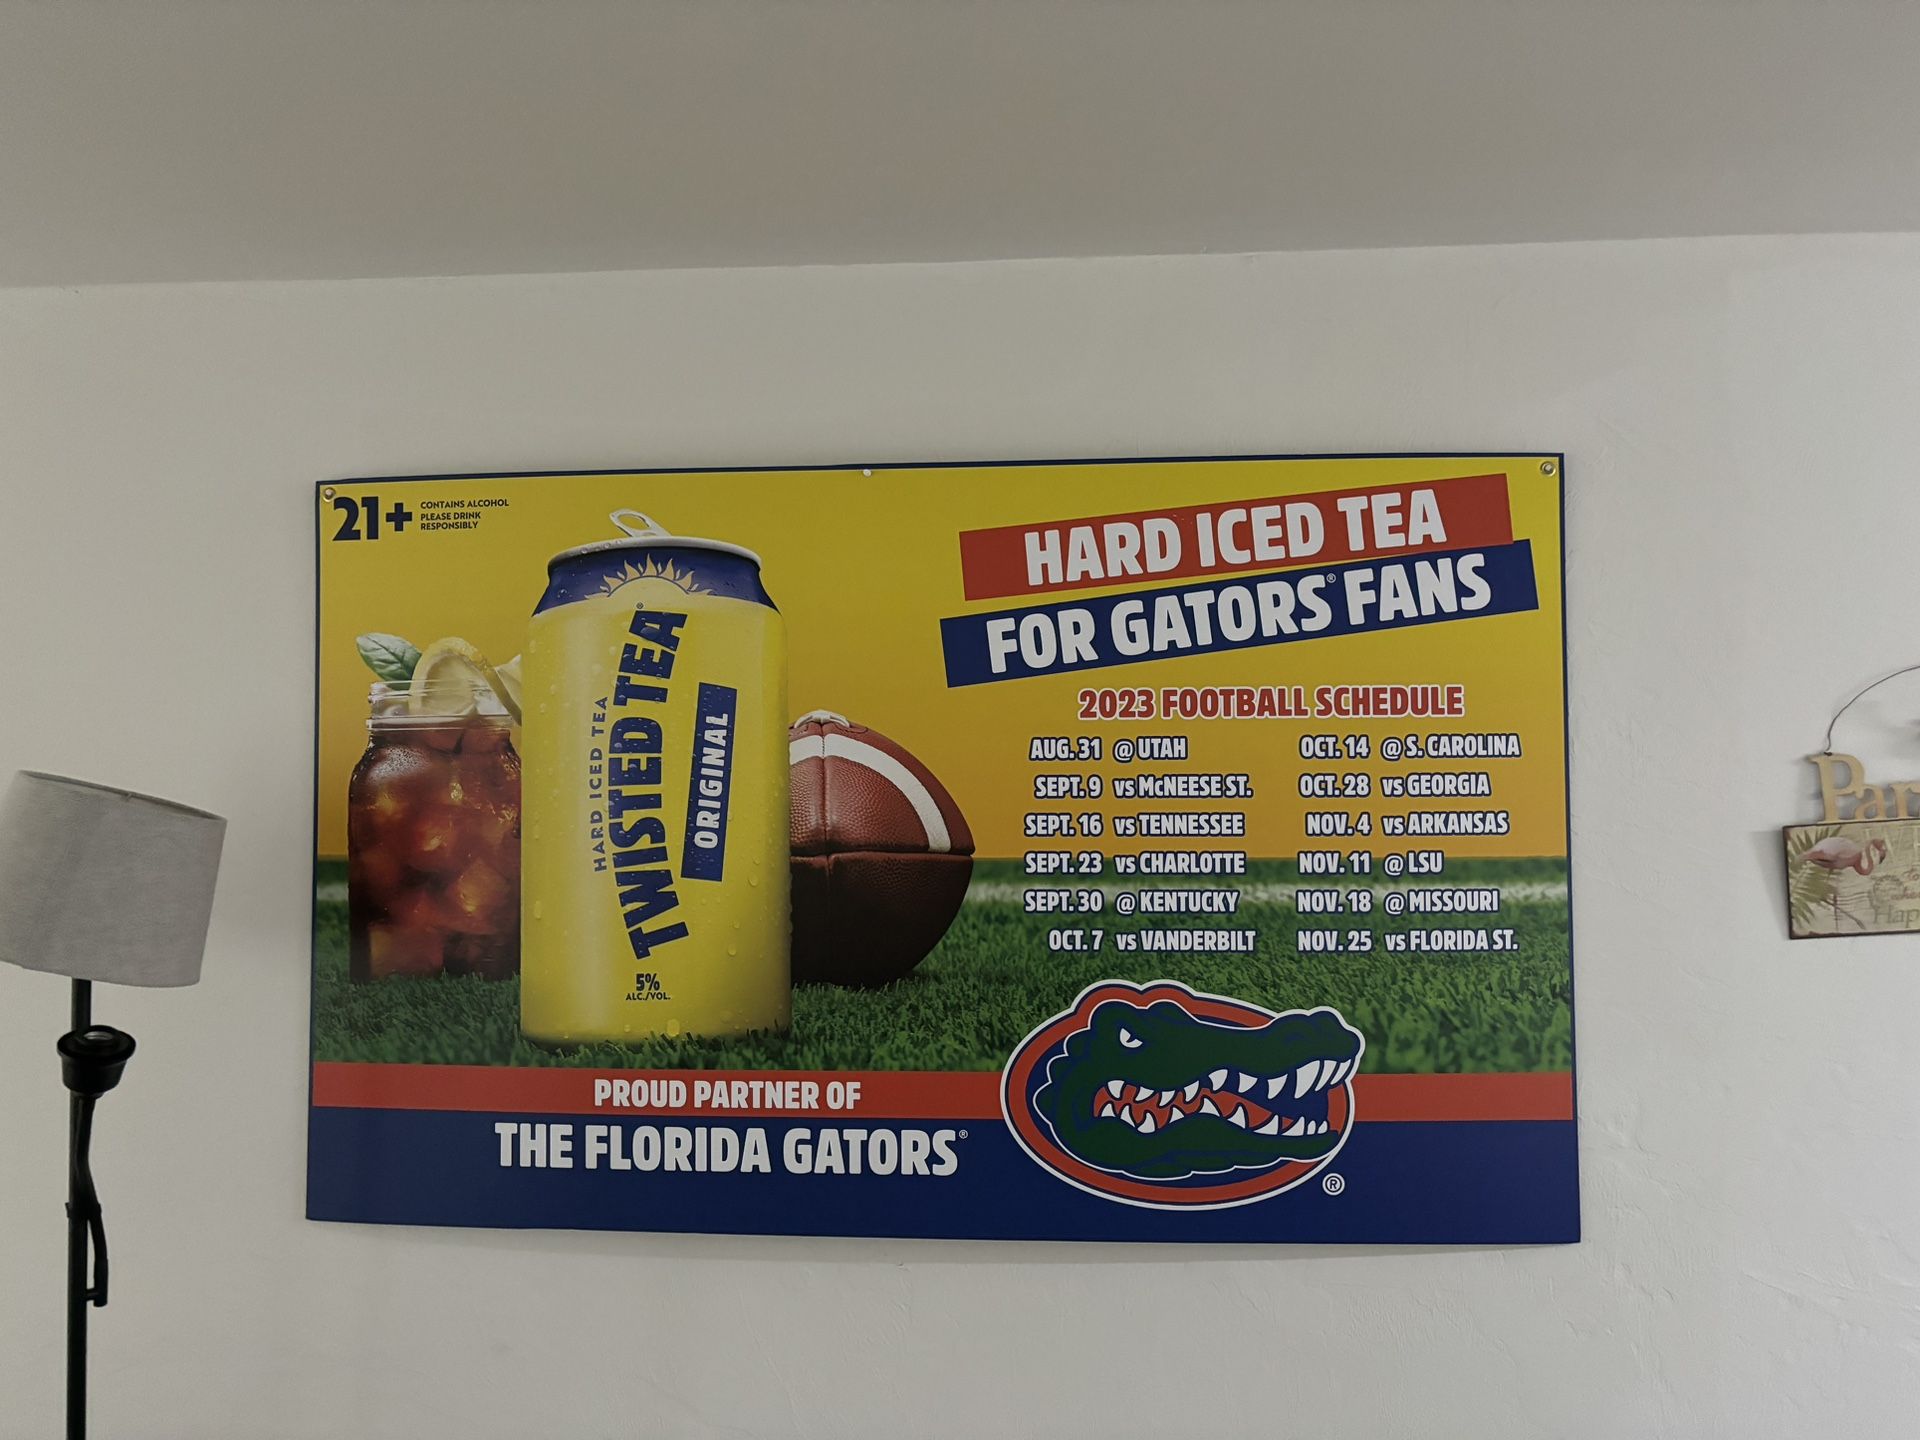 21+
CONTAINS ALCOHOL
PLEASE DRINK
RESPONSIBLY
HARD ICED TEA
TWISTED TEA®
ORIGINAL
5%
ALC./VOL.
HARD ICED TEA
FOR GATORS® FANS
2023 FOOTBALL SCHEDULE
AUG. 31 @ UTAH
SEPT. 9 vs McNEESE ST.
SEPT. 16 vs TENNESSEE
SEPT. 23 vs CHARLOTTE
SEPT. 30 @ KENTUCKY
OCT. 7 vs VANDERBILT
OCT. 14 @ S. CAROLINA
OCT. 28 vs GEORGIA
NOV. 4 vs ARKANSAS
NOV. 11 @ LSU
NOV. 18 @ MISSOURI
NOV. 25 vs FLORIDA ST.
PROUD PARTNER OF
THE FLORIDA GATORS®
®
Par
Hap